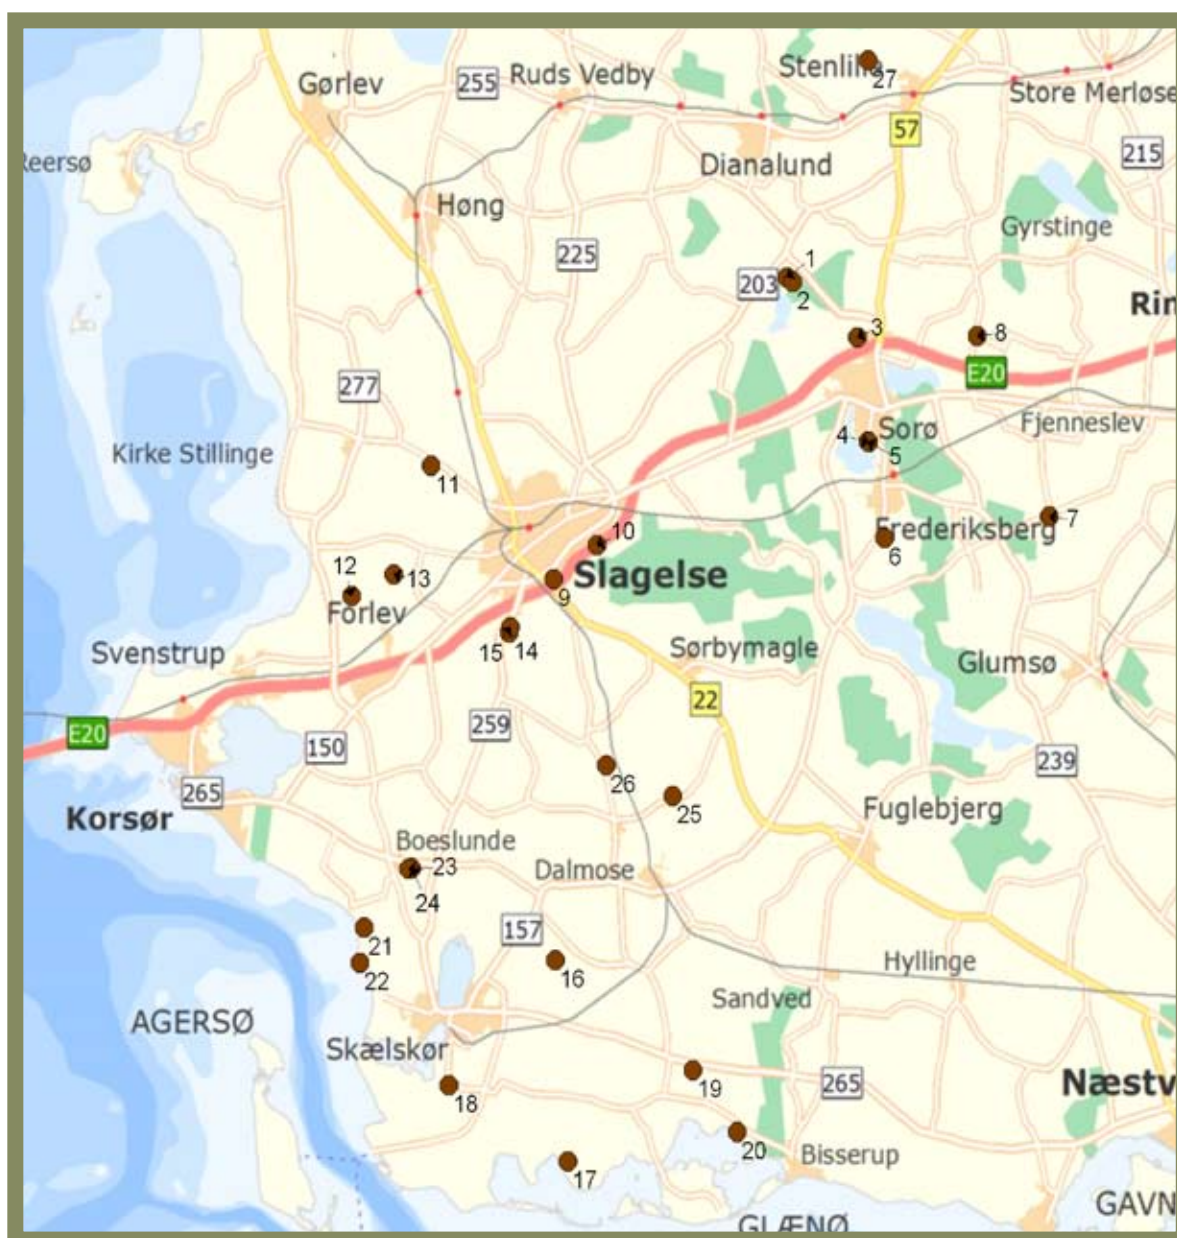 Stenlille
27
Ruds Vedby
Gørlev
255
Store Merløse
57
215
Reersø
Dianalund
Høng
Gyrstinge
225
1
203
2
Rin
3
8
E20
277
Sorø
4
5
Fjenneslev
Kirke Stillinge
11
7
Frederiksberg
10
6
Slagelse
13
12
9
Forlev
15
14
Sørbymagle
Svenstrup
Glumsø
22
259
E20
150
239
26
265
25
Fuglebjerg
Korsør
Boeslunde
23
Dalmose
24
157
21
16
22
Hyllinge
Sandved
AGERSØ
Skælskør
19
265
Næstv
18
20
Bisserup
17
GAVN
GLÆNØ